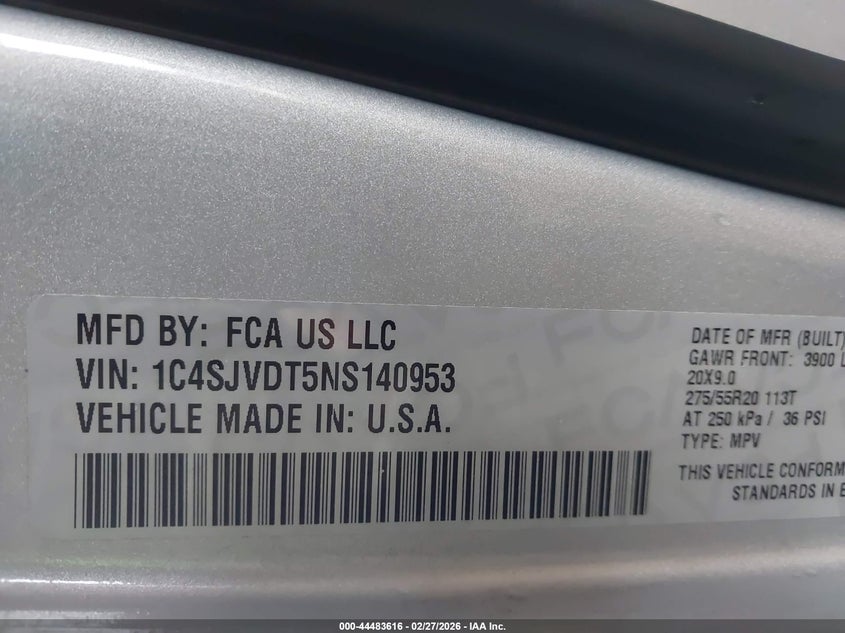 MFD BY: FCA US LLC
VIN: 1C4SJVDT5NS140953
VEHICLE MADE IN: U.S.A.
DATE OF MFR (BUILT)
GAWR FRONT: 3900 L
20X9.0
275/55R20 113T
AT 250 kPa / 36 PSI
TYPE: MPV
THIS VEHICLE CONFORM
STANDARDS IN E
000-44483616 - 02/27/2026 - IAA Inc.